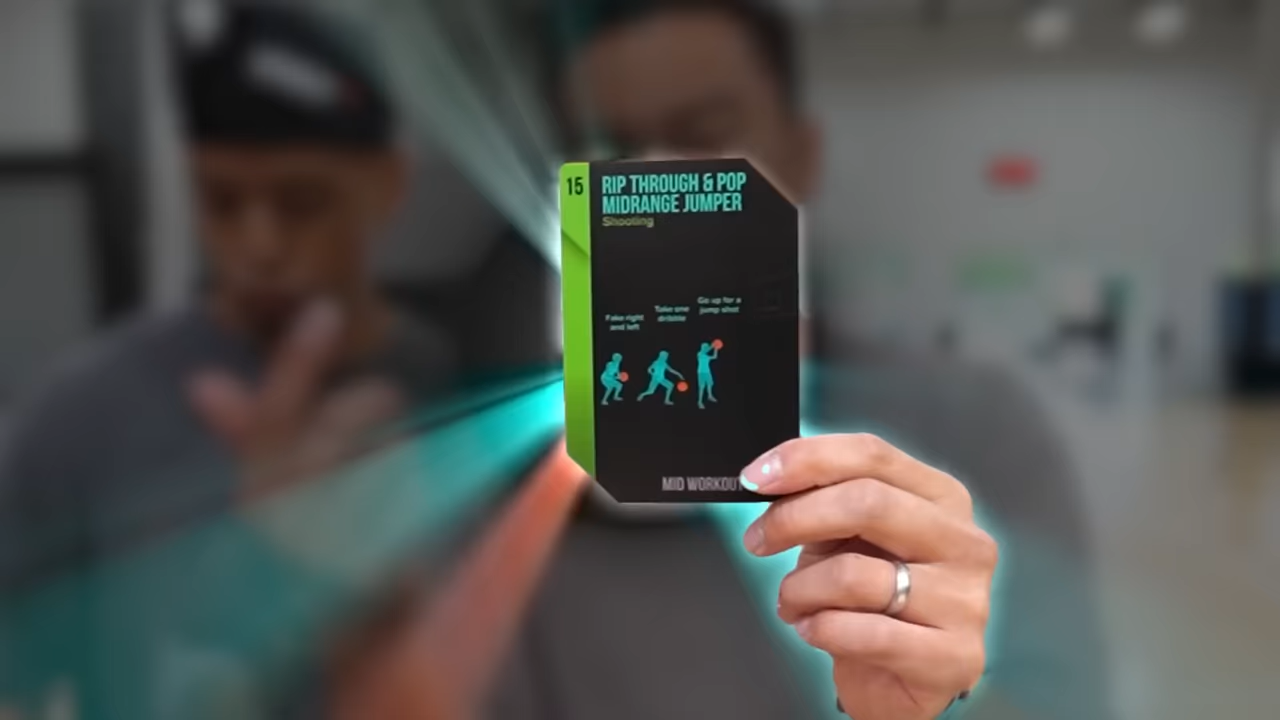 15
RIP THROUGH & POP
MIDRANGE JUMPER
Shooting
Fake right
and left
Take one
dribble
Go up for a
jump shot
MID WORKOUT